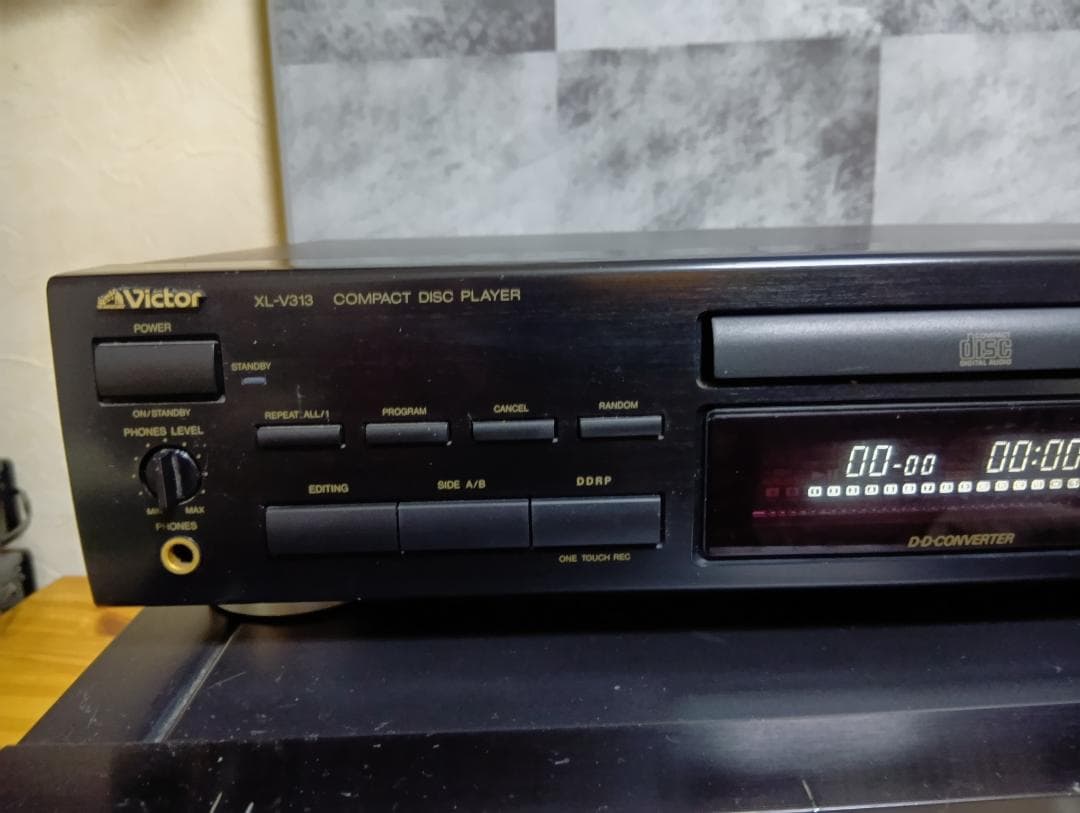 Victor
XL-V313 COMPACT DISC PLAYER
POWER
STANDBY
ON/STANDBY
PHONES LEVEL
MIN MAX
PHONES
REPEAT ALL/1
PROGRAM
CANCEL
RANDOM
EDITING
SIDE A/B
DDRP
ONE TOUCH REC
COMPACT
disc
DIGITAL AUDIO
00-00 00:00
D·D·CONVERTER